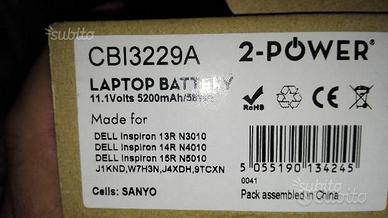 subito
CBI3229A
2-POWER®
LAPTOP BATTERY
11.1Volts 5200mAh/58Wh
RoHS
CE
Made for
DELL Inspiron 13R N3010
DELL Inspiron 14R N4010
DELL Inspiron 15R N5010
J1KND,W7H3N,J4XDH,9TCXN
Cells: SANYO
5 055190 134245
0041
Pack assembled in China
subito